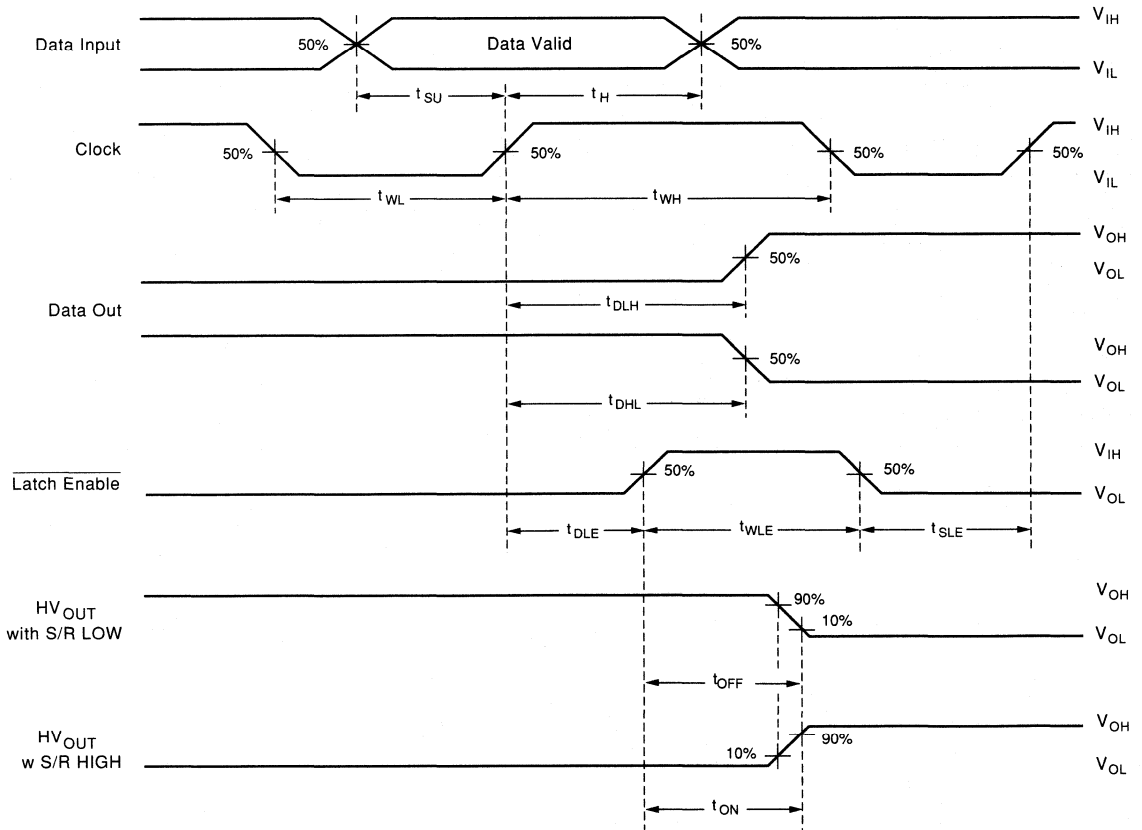 V_IH
Data Input 50% Data Valid 50%
V_IL
t_SU t_H
V_IH
Clock 50% 50% 50% 50%
V_IL
t_WL t_WH
V_OH
50%
V_OL
Data Out
t_DLH
V_OH
50%
V_OL
t_DHL
V_IH
Latch Enable 50% 50%
V_OL
t_DLE t_WLE t_SLE
V_OH
HV_OUT 90%
with S/R LOW 10%
V_OL
t_OFF
V_OH
HV_OUT 90%
w S/R HIGH 10%
V_OL
t_ON